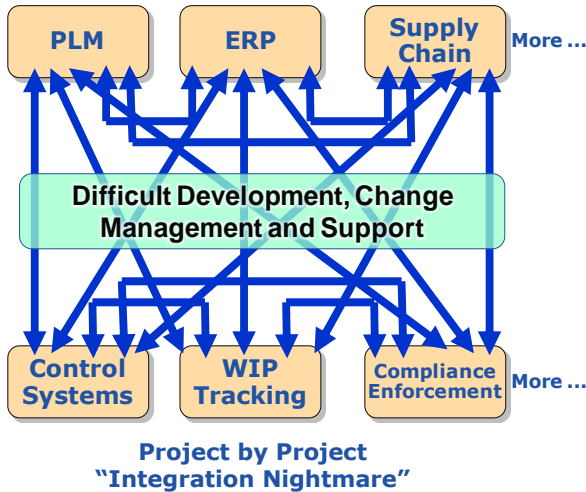 PLM
ERP
Supply
Chain
More ...
Difficult Development, Change
Management and Support
Control
Systems
WIP
Tracking
Compliance
Enforcement
More ...
Project by Project
“Integration Nightmare”